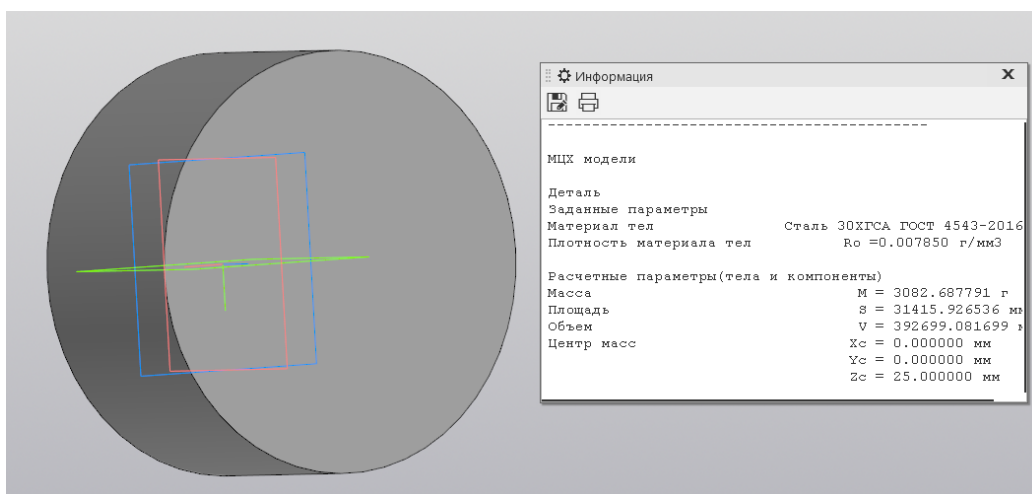 Информация
X
------------------------------------------
МЦХ модели
Деталь
Заданные параметры
Материал тел Сталь 30ХГСА ГОСТ 4543-2016
Плотность материала тел Ro =0.007850 г/мм3
Расчетные параметры(тела и компоненты)
Масса M = 3082.687791 г
Площадь S = 31415.926536
Объем V = 392699.081699
Центр масс Xc = 0.000000 мм
Yc = 0.000000 мм
Zc = 25.000000 мм